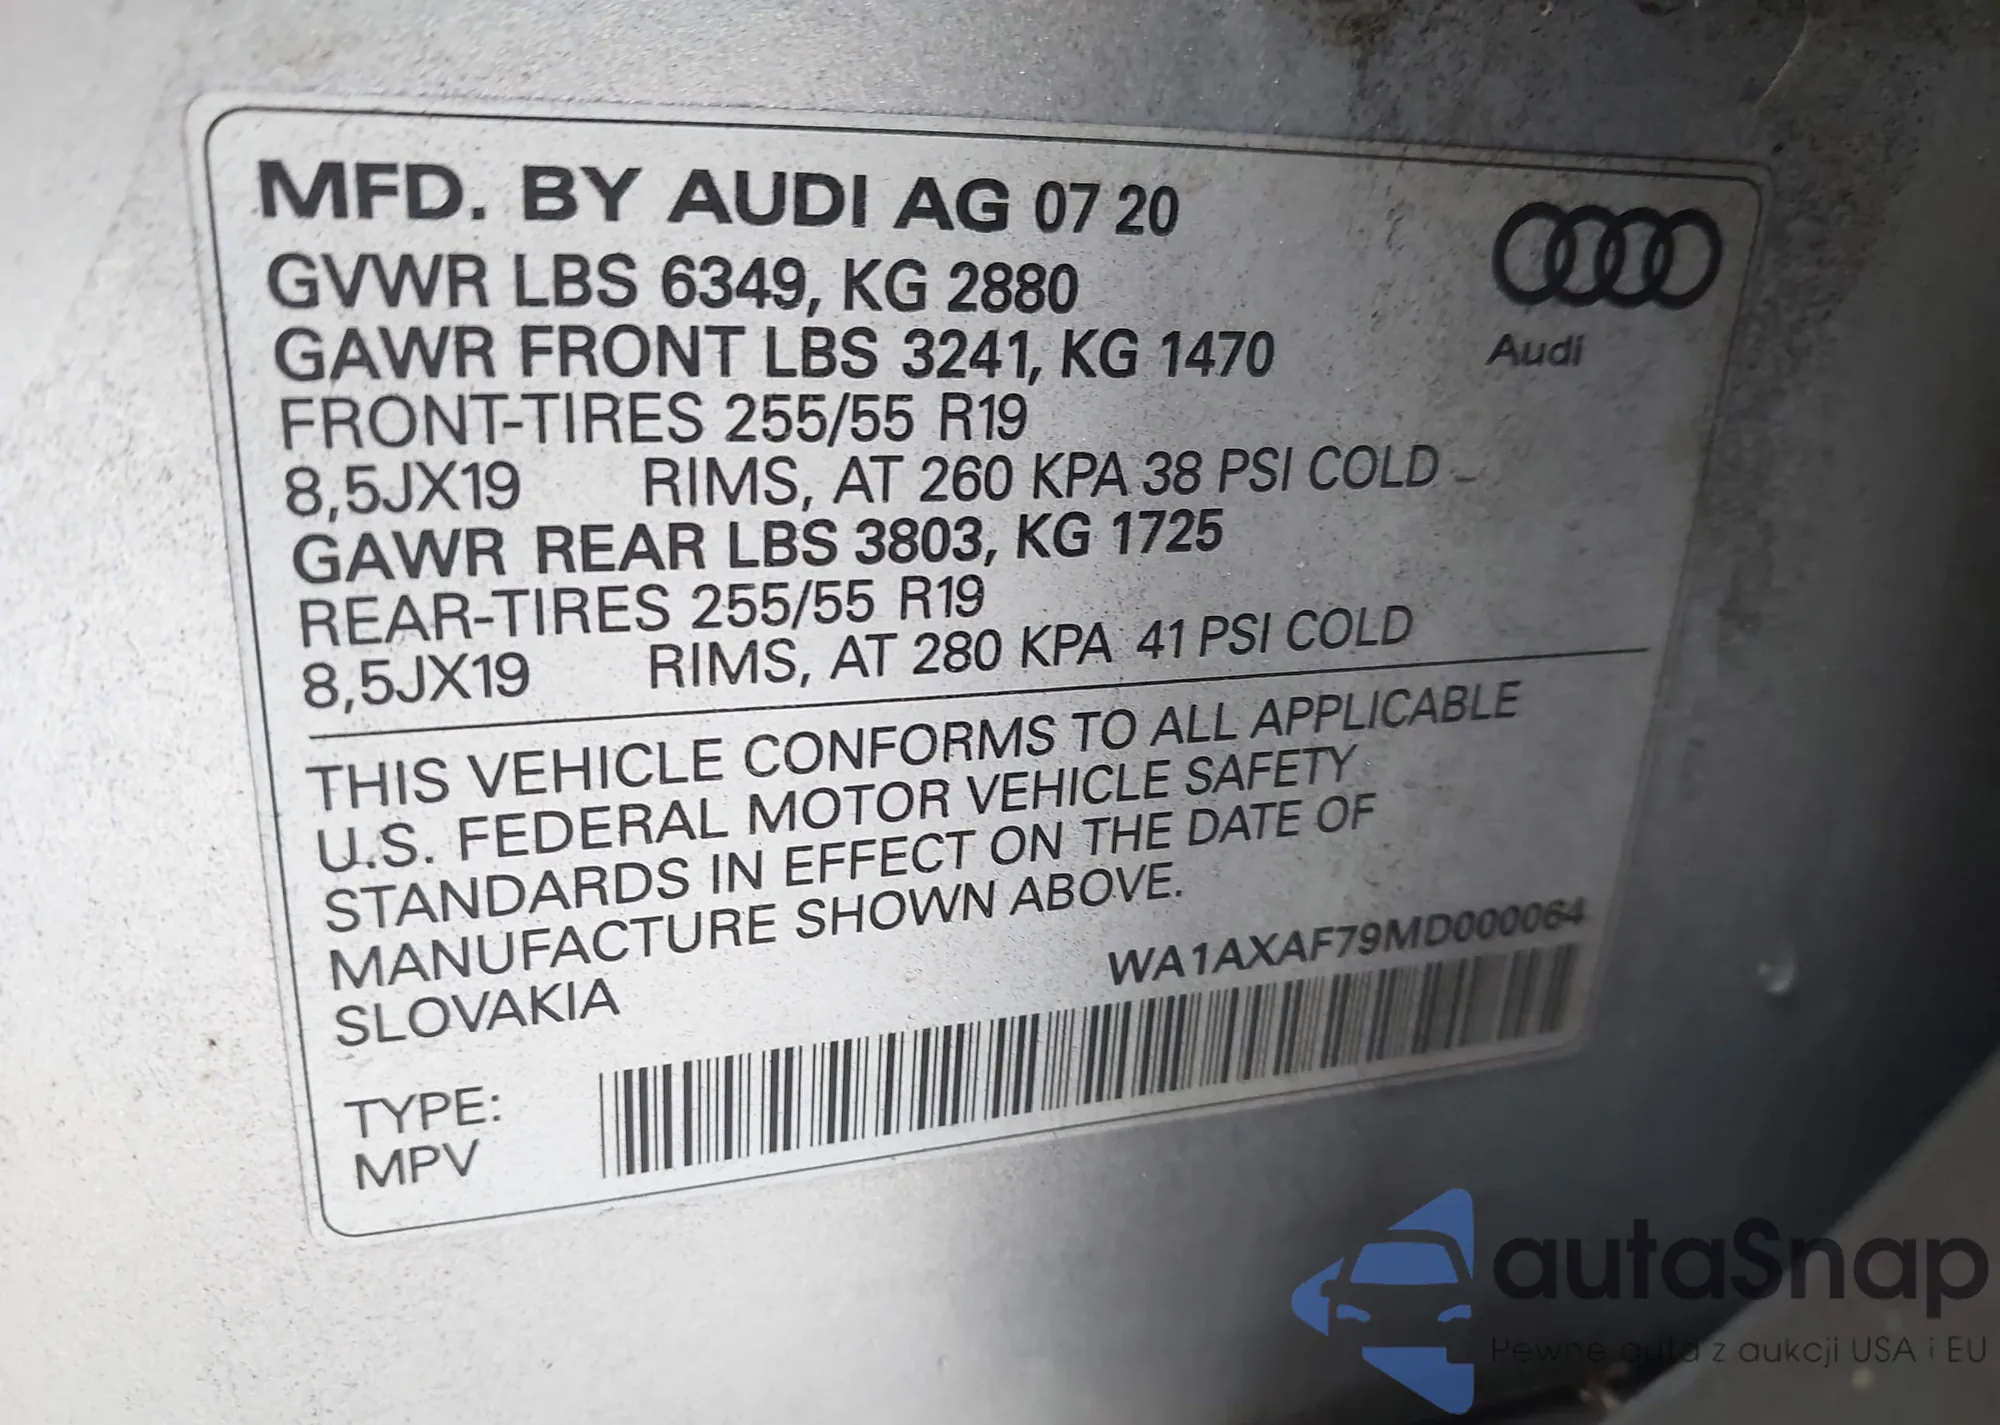 MFD. BY AUDI AG 07 20
GVWR LBS 6349, KG 2880
GAWR FRONT LBS 3241, KG 1470
FRONT-TIRES 255/55 R19
8,5JX19 RIMS, AT 260 KPA 38 PSI COLD
GAWR REAR LBS 3803, KG 1725
REAR-TIRES 255/55 R19
8,5JX19 RIMS, AT 280 KPA 41 PSI COLD
Audi
THIS VEHICLE CONFORMS TO ALL APPLICABLE
U.S. FEDERAL MOTOR VEHICLE SAFETY
STANDARDS IN EFFECT ON THE DATE OF
MANUFACTURE SHOWN ABOVE.
SLOVAKIA
WA1AXAF79MD000064
TYPE:
MPV
autaSnap
Pewne auta z aukcji USA i EU